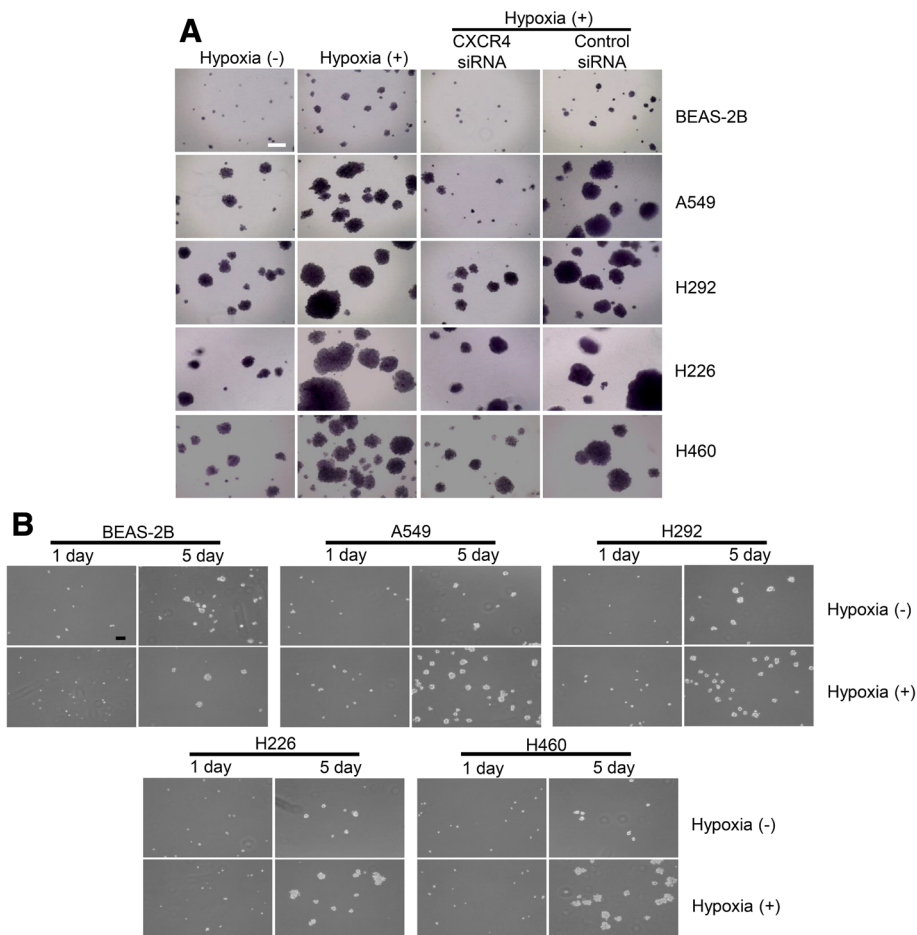 A
Hypoxia (+)
Hypoxia (-) Hypoxia (+) CXCR4 siRNA Control siRNA
BEAS-2B
A549
H292
H226
H460
B
BEAS-2B A549 H292
1 day 5 day 1 day 5 day 1 day 5 day
Hypoxia (-)
Hypoxia (+)
H226 H460
1 day 5 day 1 day 5 day
Hypoxia (-)
Hypoxia (+)